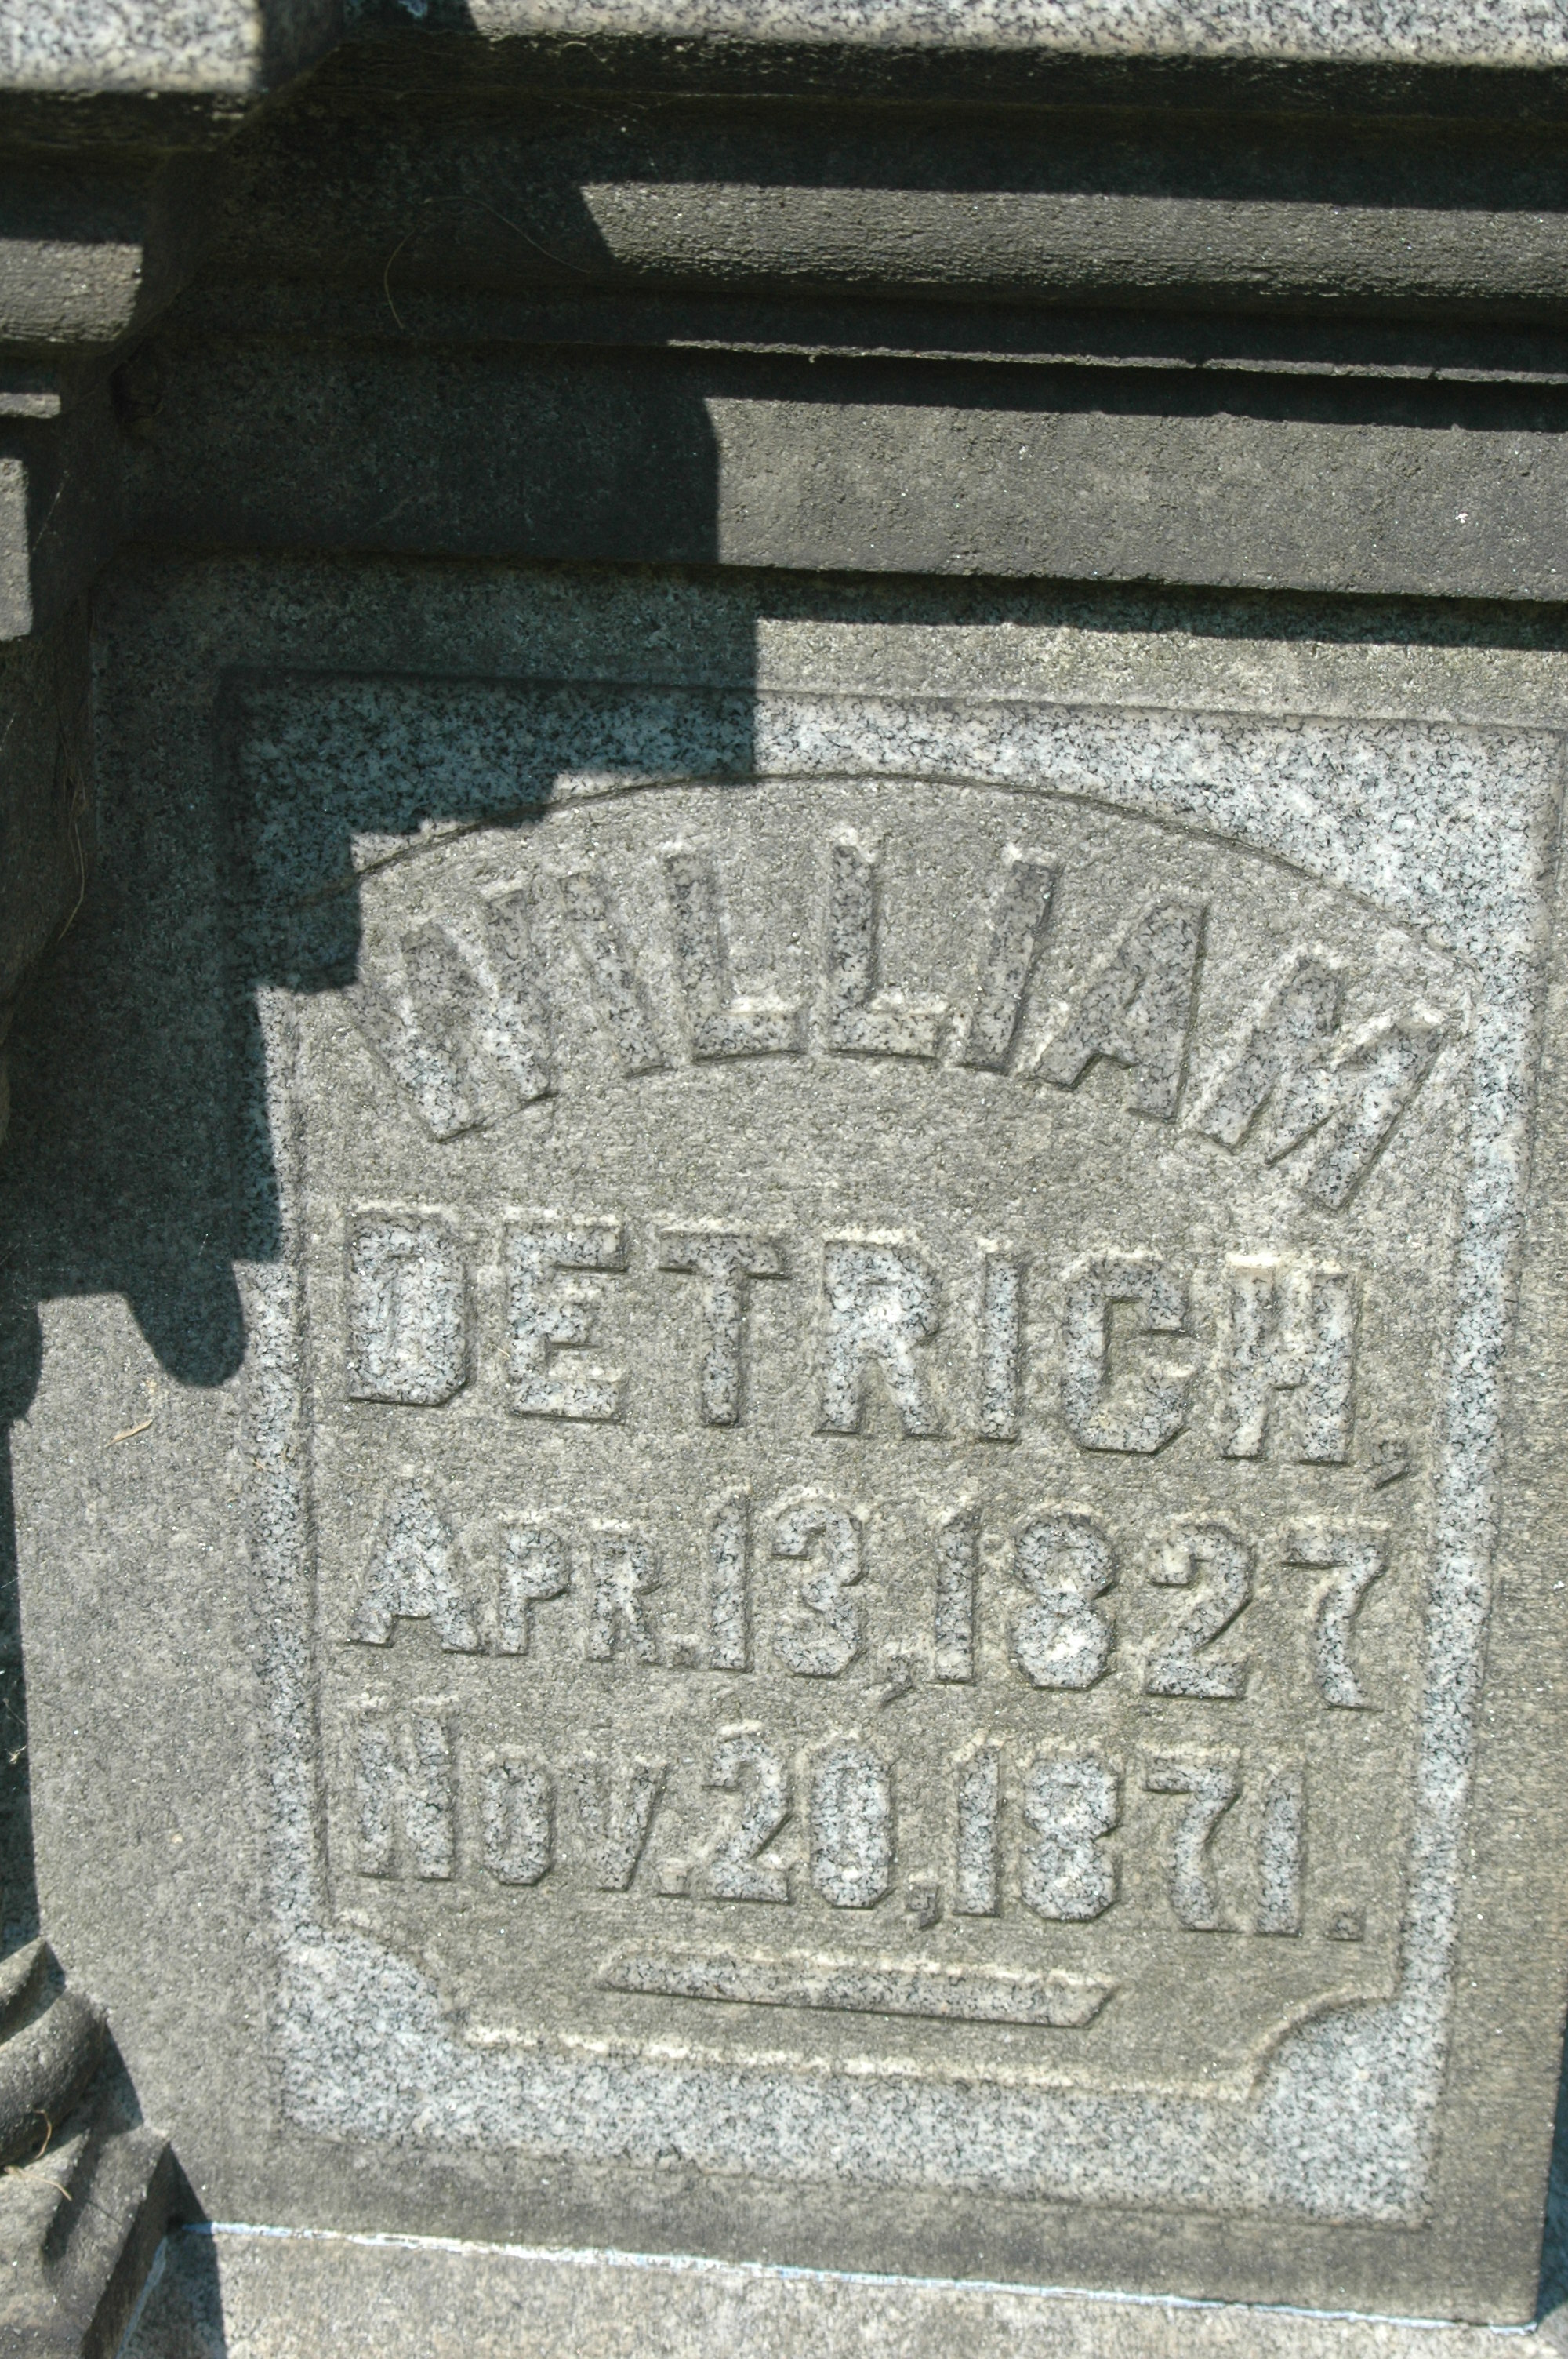 WILLIAM
DETRICH,
APR. 13, 1827
NOV. 20, 1871.